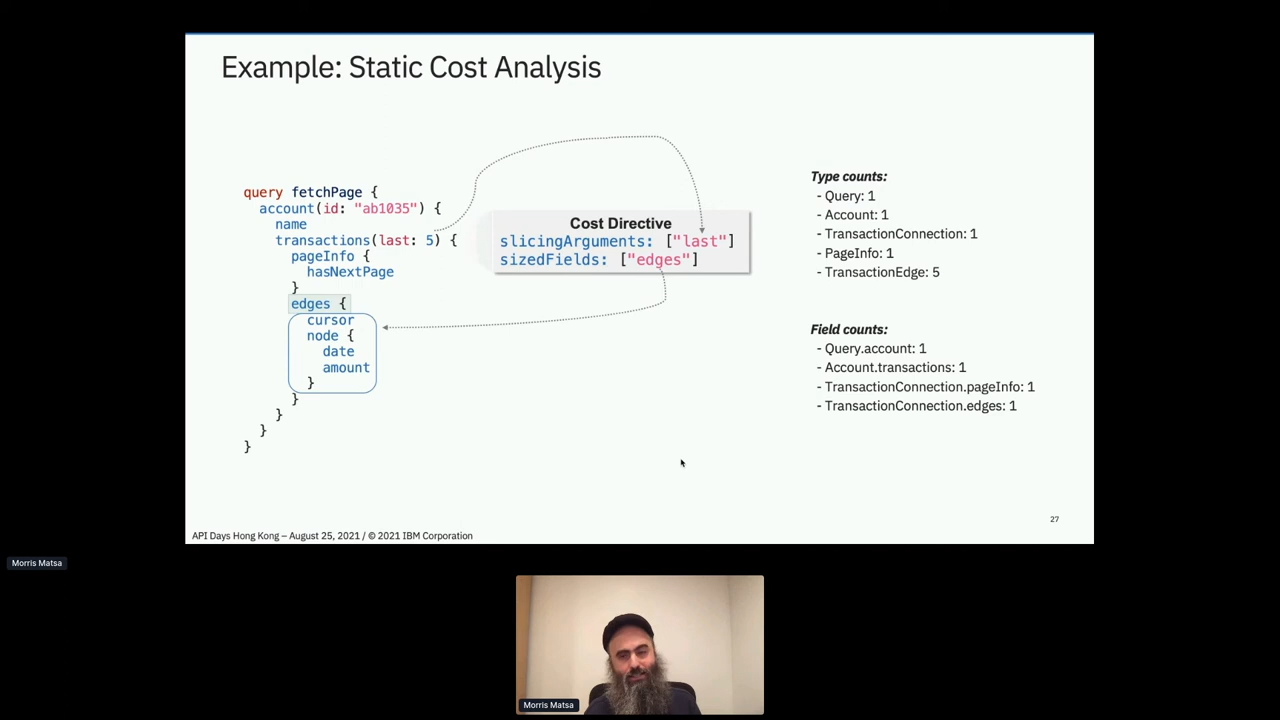 Example: Static Cost Analysis
query fetchPage {
account(id: "ab1035") {
name
transactions(last: 5) {
pageInfo {
hasNextPage
}
edges {
cursor
node {
date
amount
}
}
}
}
}
Cost Directive
slicingArguments: ["last"]
sizedFields: ["edges"]
Type counts:
- Query: 1
- Account: 1
- TransactionConnection: 1
- PageInfo: 1
- TransactionEdge: 5
Field counts:
- Query.account: 1
- Account.transactions: 1
- TransactionConnection.pageInfo: 1
- TransactionConnection.edges: 1
27
API Days Hong Kong – August 25, 2021 / © 2021 IBM Corporation
Morris Matsa
Morris Matsa